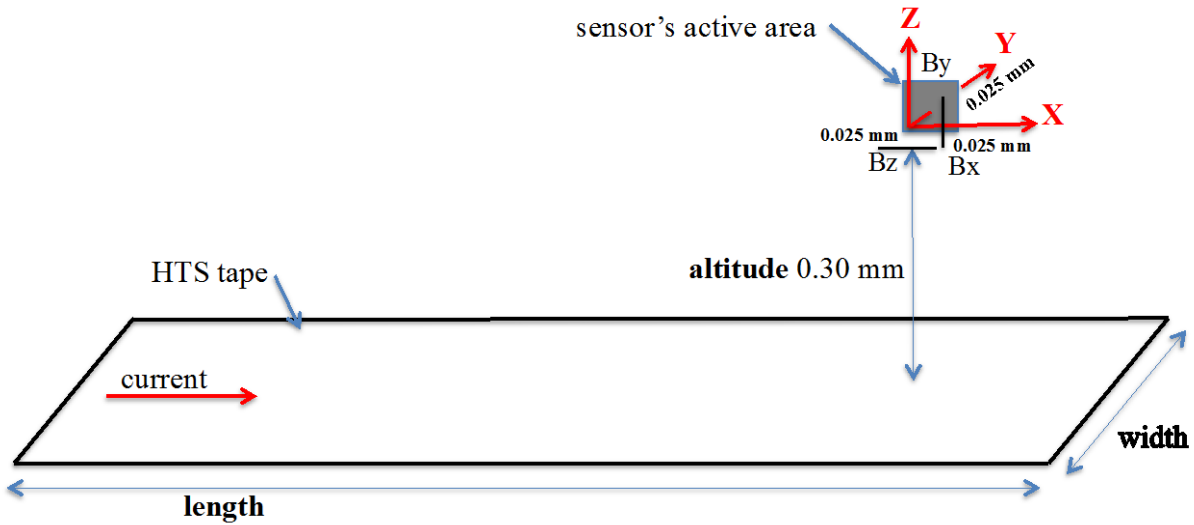 sensor's active area
Z
Y
By
0.025 mm
X
0.025 mm
0.025 mm
Bz
Bx
HTS tape
altitude 0.30 mm
current
width
length